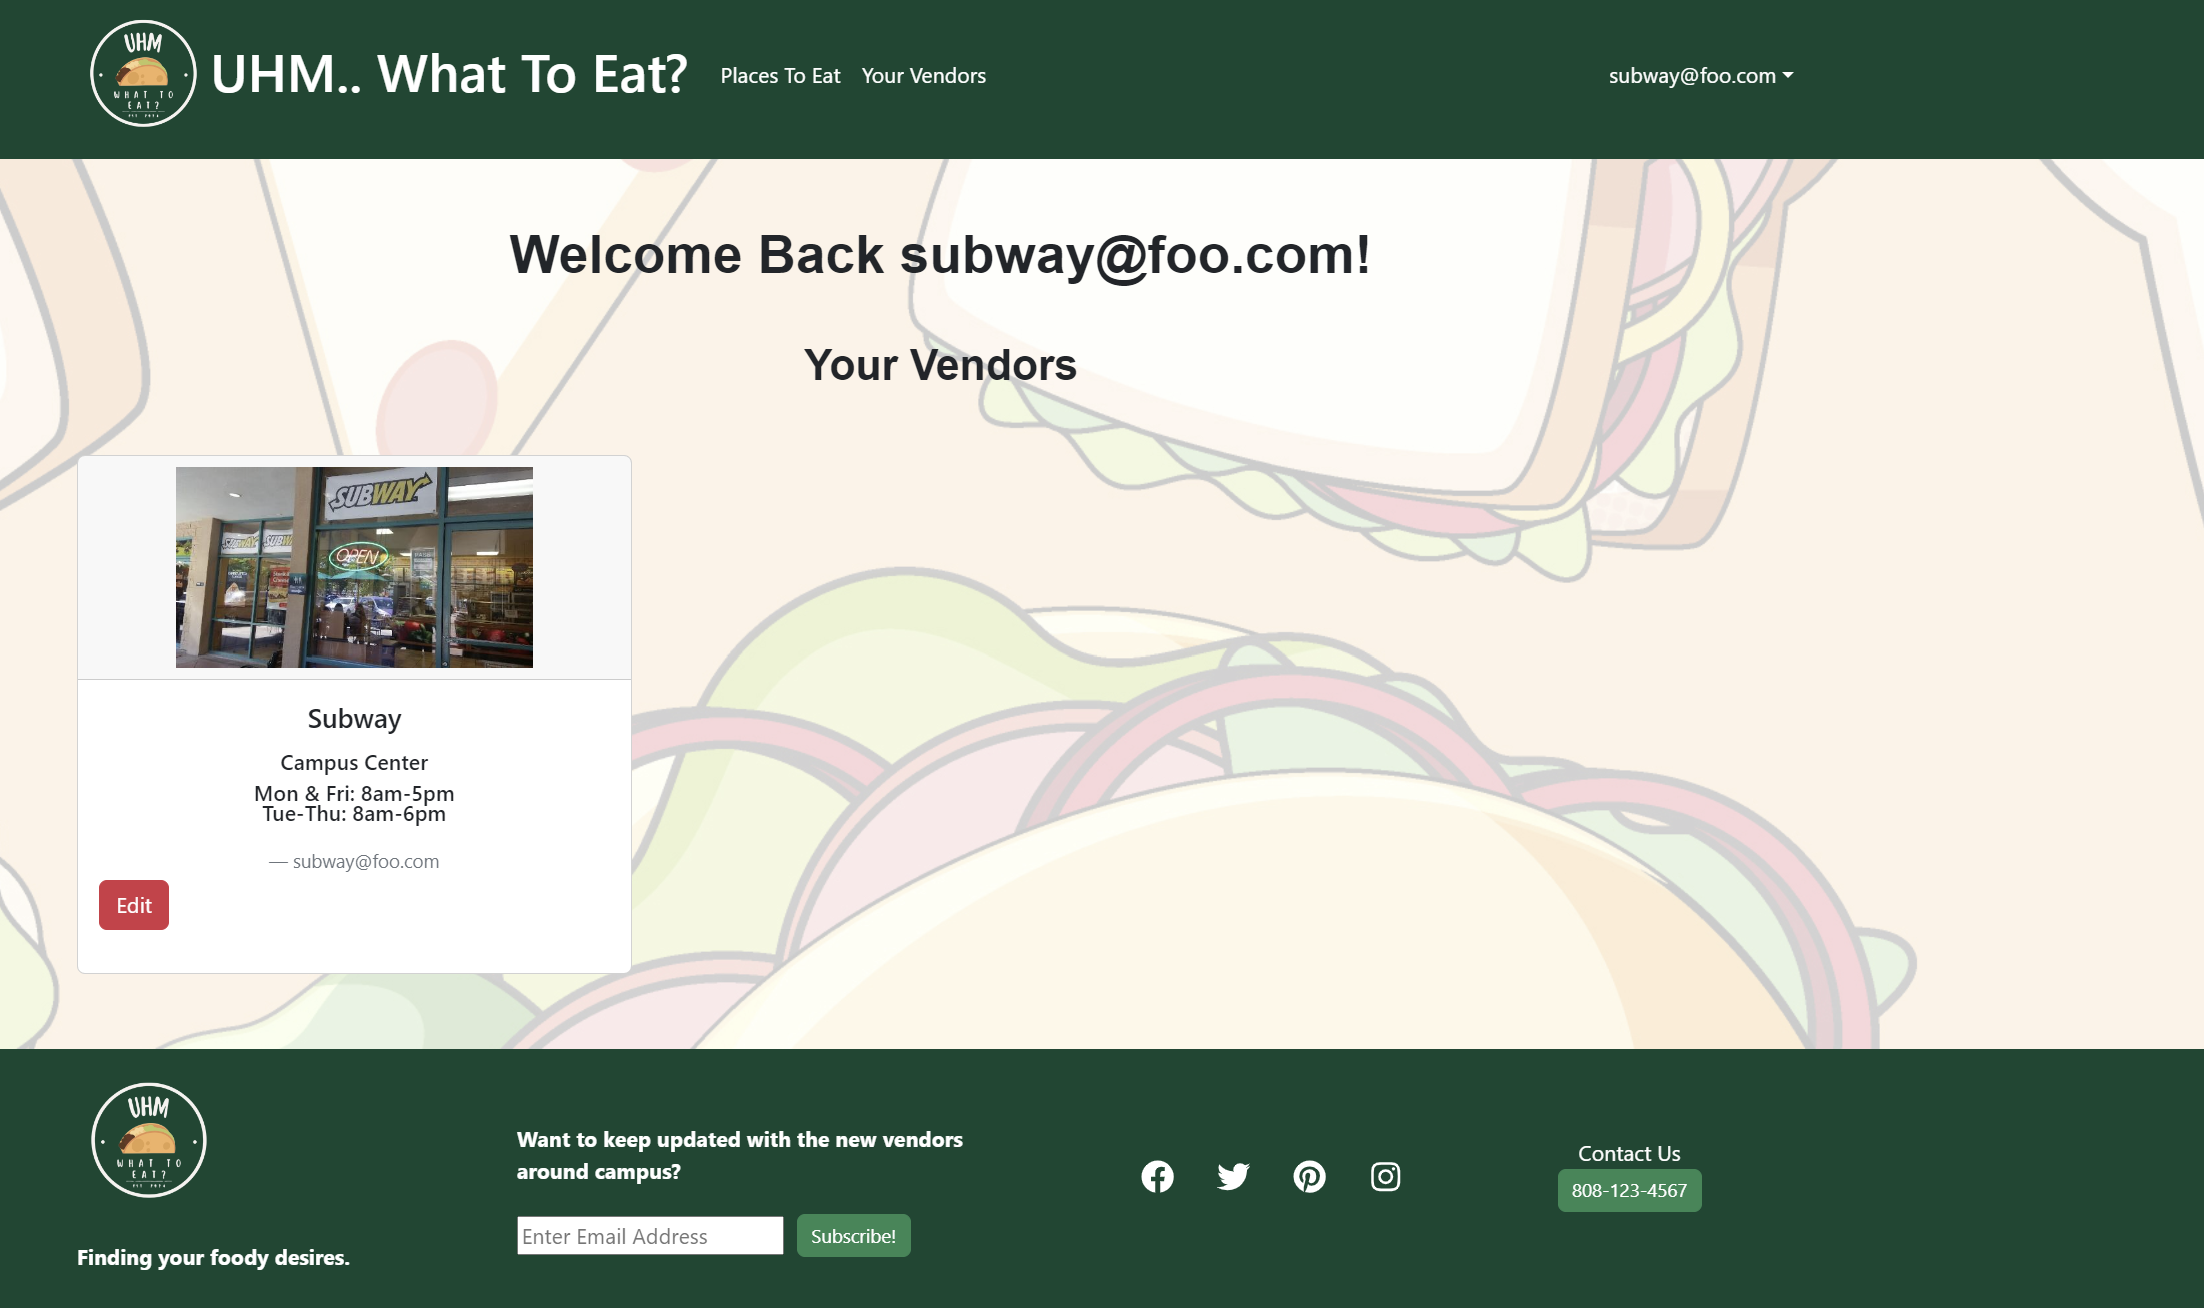 UHM
WHAT TO
EAT?
UHM.. What To Eat?
Places To Eat
Your Vendors
subway@foo.com
Welcome Back subway@foo.com!
Your Vendors
SUBWAY
SUBWAY
OPEN
Subway
Campus Center
Mon & Fri: 8am-5pm
Tue-Thu: 8am-6pm
— subway@foo.com
Edit
UHM
WHAT TO
EAT?
Finding your foody desires.
Want to keep updated with the new vendors
around campus?
Enter Email Address
Subscribe!
Contact Us
808-123-4567